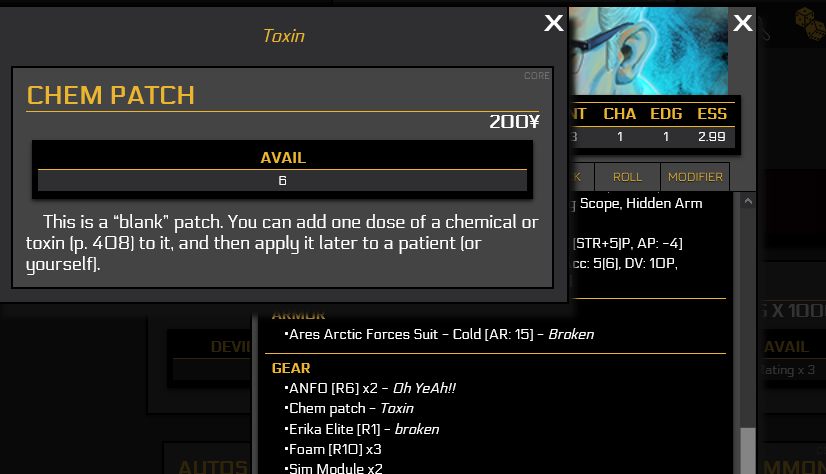 X
X
Toxin
CORE
CHEM PATCH
200¥
AVAIL
6
This is a “blank” patch. You can add one dose of a chemical or
toxin (p. 408) to it, and then apply it later to a patient (or
yourself).
NT CHA EDG ESS
3 1 1 2.99
K ROLL MODIFIER
g Scope, Hidden Arm
[STR+5]P, AP: -4]
cc: 5(6), DV: 10P,
ARMOR
•Ares Arctic Forces Suit - Cold [AR: 15] - Broken
GEAR
•ANFO [R6] x2 - Oh YeAh!!
•Chem patch - Toxin
•Erika Elite [R1] - broken
•Foam [R10] x3
•Sim Module x2
DEVI
X 100
AVAIL
ating x 3
AUTOS
MMON